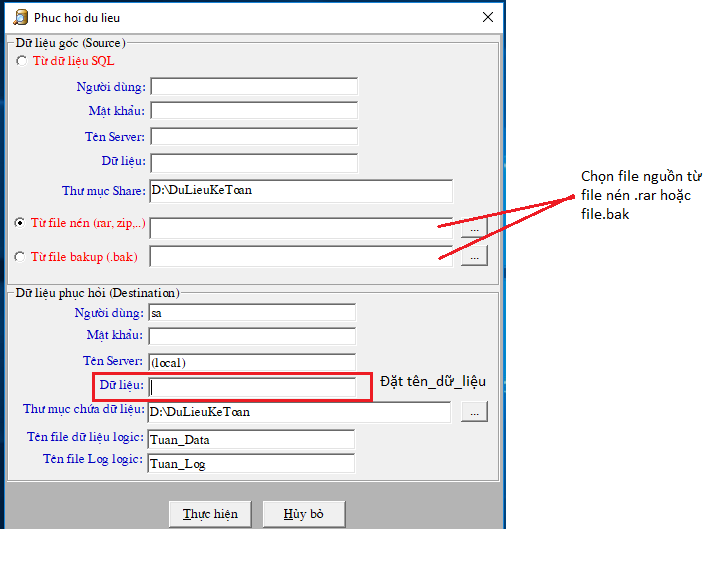 Phuc hoi du lieu
Dữ liệu gốc (Source)
Từ dữ liệu SQL
Người dùng:
Mật khẩu:
Tên Server:
Dữ liệu:
Thư mục Share: D:\DuLieuKeToan
Từ file nén (rar, zip,..) ...
Từ file bakup (.bak) ...
Chọn file nguồn từ
file nén .rar hoặc
file.bak
Dữ liệu phục hồi (Destination)
Người dùng: sa
Mật khẩu:
Tên Server: (local)
Dữ liệu: Đặt tên_dữ_liệu
Thư mục chứa dữ liệu: D:\DuLieuKeToan ...
Tên file dữ liệu logic: Tuan_Data
Tên file Log logic: Tuan_Log
Thực hiện Hủy bỏ